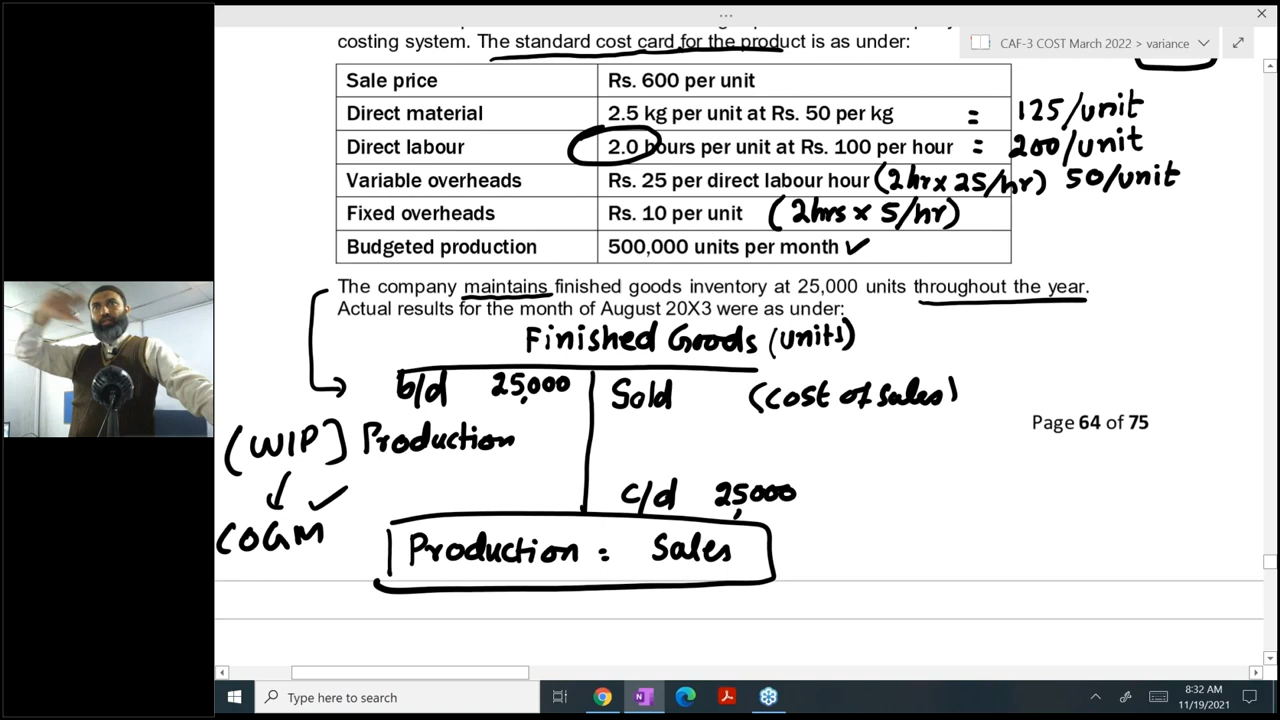 costing system. The standard cost card for the product is as under:
CAF-3 COST March 2022 > variance
Sale price Rs. 600 per unit
Direct material 2.5 kg per unit at Rs. 50 per kg = 125/unit
Direct labour 2.0 hours per unit at Rs. 100 per hour = 200/unit
Variable overheads Rs. 25 per direct labour hour (2hr x 25/hr) 50/unit
Fixed overheads Rs. 10 per unit (2hrs x 5/hr)
Budgeted production 500,000 units per month ✓
The company maintains finished goods inventory at 25,000 units throughout the year.
Actual results for the month of August 20X3 were as under:
Finished Goods (units)
b/d 25,000 Sold (cost of sales)
Page 64 of 75
(WIP) Production
c/d 25,000
COGM
Production = Sales
Type here to search
8:32 AM
11/19/2021